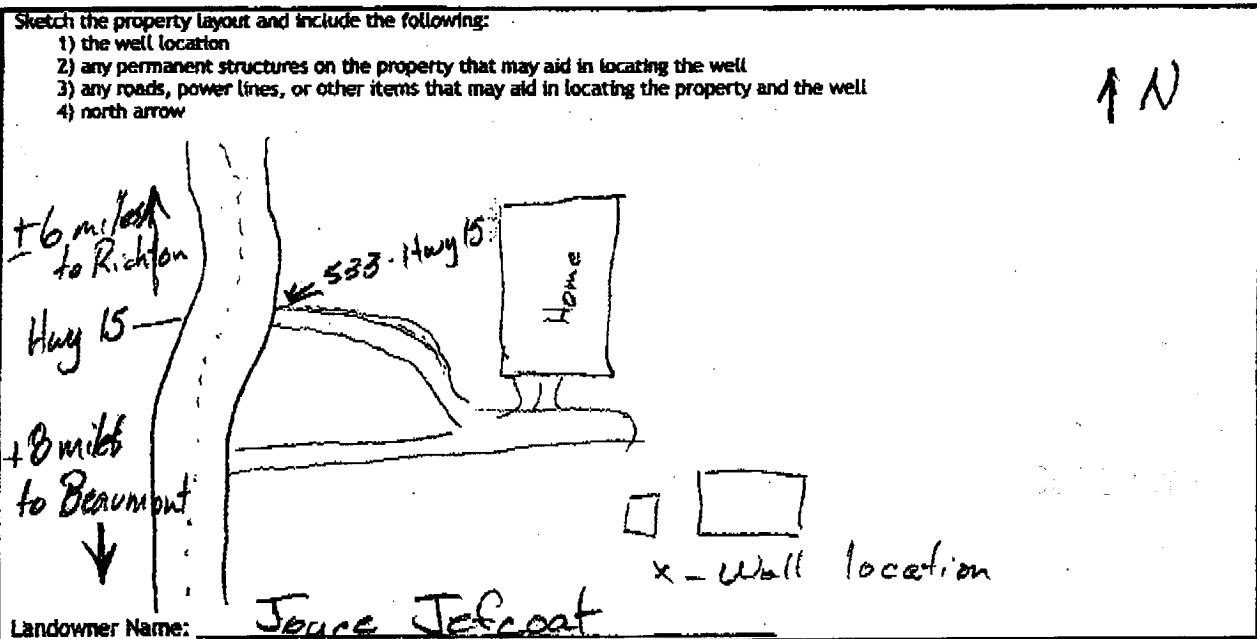 Sketch the property layout and include the following:
1) the well location
2) any permanent structures on the property that may aid in locating the well
3) any roads, power lines, or other items that may aid in locating the property and the well
4) north arrow
N
±6 miles
to Richton
533 Hwy 15
Home
Hwy 15
+8 miles
to Beaumont
x - Well location
Landowner Name: Joyce Jefcoat